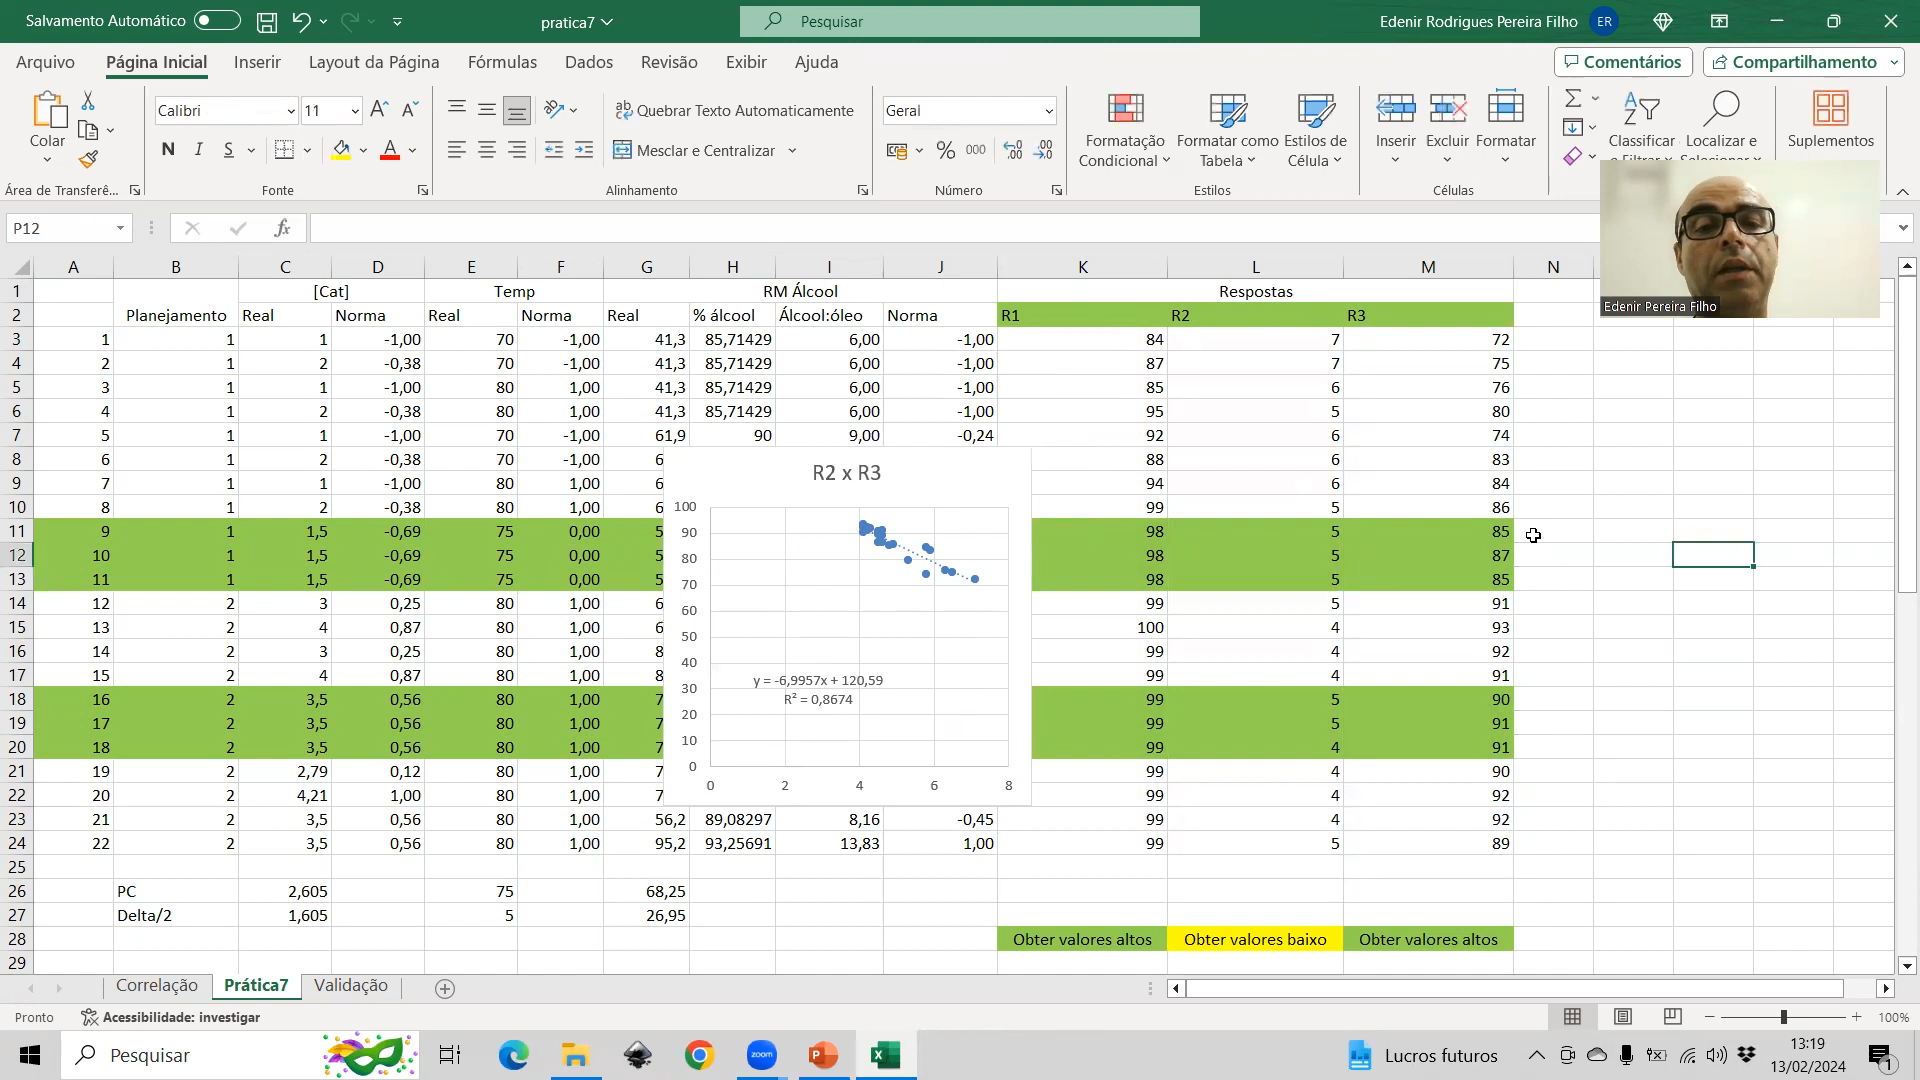 Salvamento Automático
pratica7
Pesquisar
Edenir Rodrigues Pereira Filho
ER
Arquivo Página Inicial Inserir Layout da Página Fórmulas Dados Revisão Exibir Ajuda
Comentários Compartilhamento
Colar
Calibri 11
N I S
Quebrar Texto Automaticamente
Mesclar e Centralizar
Geral
% 000
Formatação Condicional
Formatar como Tabela
Estilos de Célula
Inserir Excluir Formatar
Classificar e Filtrar
Localizar e Selecionar
Suplementos
Área de Transferê... Fonte Alinhamento Número Estilos Células
P12 fx
Edenir Pereira Filho
A B C D E F G H I J K L M N
1 [Cat] Temp RM Álcool Respostas
2 Planejamento Real Norma Real Norma Real % álcool Álcool:óleo Norma R1 R2 R3
3 1 1 1 -1,00 70 -1,00 41,3 85,71429 6,00 -1,00 84 7 72
4 2 1 2 -0,38 70 -1,00 41,3 85,71429 6,00 -1,00 87 7 75
5 3 1 1 -1,00 80 1,00 41,3 85,71429 6,00 -1,00 85 6 76
6 4 1 2 -0,38 80 1,00 41,3 85,71429 6,00 -1,00 95 5 80
7 5 1 1 -1,00 70 -1,00 61,9 90 9,00 -0,24 92 6 74
8 6 1 2 -0,38 70 -1,00 6 88 6 83
9 7 1 1 -1,00 80 1,00 6 94 6 84
10 8 1 2 -0,38 80 1,00 6 99 5 86
11 9 1 1,5 -0,69 75 0,00 5 98 5 85
12 10 1 1,5 -0,69 75 0,00 5 98 5 87
13 11 1 1,5 -0,69 75 0,00 5 98 5 85
14 12 2 3 0,25 80 1,00 6 99 5 91
15 13 2 4 0,87 80 1,00 6 100 4 93
16 14 2 3 0,25 80 1,00 8 99 4 92
17 15 2 4 0,87 80 1,00 8 99 4 91
18 16 2 3,5 0,56 80 1,00 7 99 5 90
19 17 2 3,5 0,56 80 1,00 7 99 5 91
20 18 2 3,5 0,56 80 1,00 7 99 4 91
21 19 2 2,79 0,12 80 1,00 7 99 4 90
22 20 2 4,21 1,00 80 1,00 7 99 4 92
23 21 2 3,5 0,56 80 1,00 56,2 89,08297 8,16 -0,45 99 4 92
24 22 2 3,5 0,56 80 1,00 95,2 93,25691 13,83 1,00 99 5 89
25
26 PC 2,605 75 68,25
27 Delta/2 1,605 5 26,95
28 Obter valores altos Obter valores baixo Obter valores altos
29
R2 x R3
100
90
80
70
60
50
40
30
20
10
0
y = -6,9957x + 120,59
R² = 0,8674
0 2 4 6 8
Correlação Prática7 Validação
Pronto Acessibilidade: investigar
100%
Pesquisar
zoom
Lucros futuros
13:19
13/02/2024
1